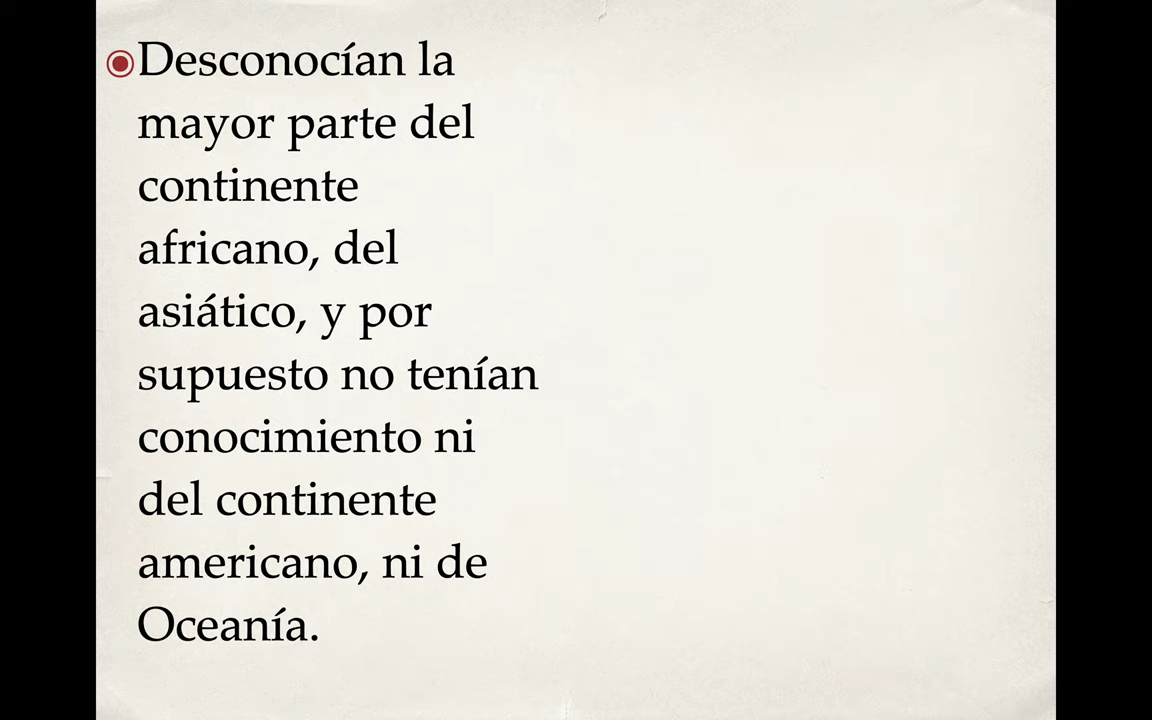 Desconocían la
mayor parte del
continente
africano, del
asiático, y por
supuesto no tenían
conocimiento ni
del continente
americano, ni de
Oceanía.